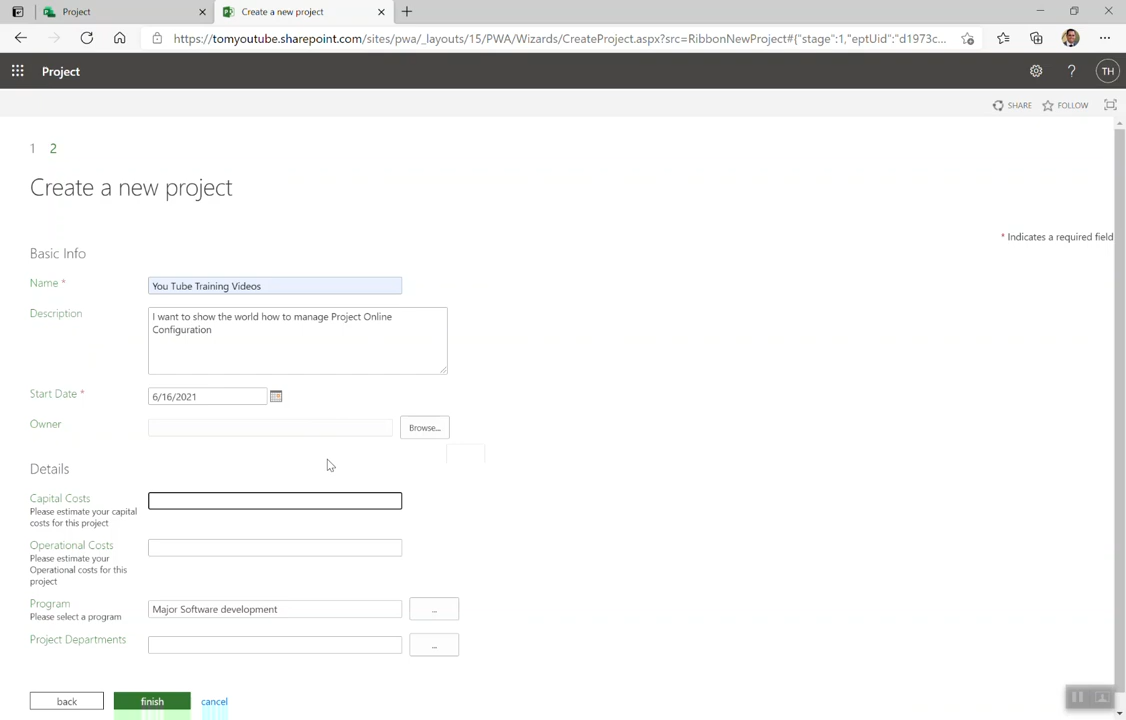 Project
Create a new project
https://tomyoutube.sharepoint.com/sites/pwa/_layouts/15/PWA/Wizards/CreateProject.aspx?src=RibbonNewProject#{"stage":1,"eptUid":"d1973c...
Project
?
TH
SHARE
FOLLOW
1 2
Create a new project
* Indicates a required field
Basic Info
Name *
You Tube Training Videos
Description
I want to show the world how to manage Project Online
Configuration
Start Date *
6/16/2021
Owner
Browse...
Details
Capital Costs
Please estimate your capital
costs for this project
Operational Costs
Please estimate your
Operational costs for this
project
Program
Please select a program
Major Software development
...
Project Departments
...
back
finish
cancel